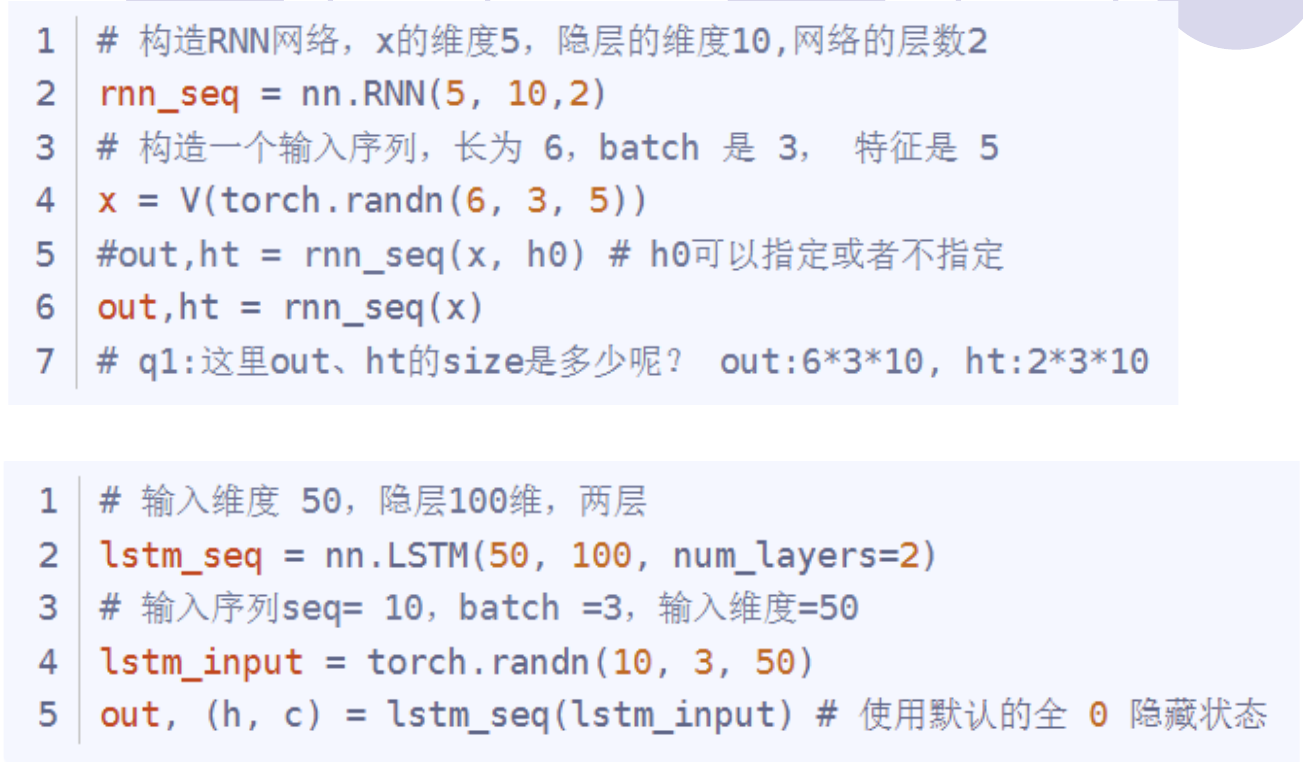 1 # 构造RNN网络，x的维度5，隐层的维度10,网络的层数2
2 rnn_seq = nn.RNN(5, 10,2)
3 # 构造一个输入序列，长为 6，batch 是 3， 特征是 5
4 x = V(torch.randn(6, 3, 5))
5 #out,ht = rnn_seq(x, h0) # h0可以指定或者不指定
6 out,ht = rnn_seq(x)
7 # q1:这里out、ht的size是多少呢？ out:6*3*10, ht:2*3*10
1 # 输入维度 50，隐层100维，两层
2 lstm_seq = nn.LSTM(50, 100, num_layers=2)
3 # 输入序列seq= 10，batch =3，输入维度=50
4 lstm_input = torch.randn(10, 3, 50)
5 out, (h, c) = lstm_seq(lstm_input) # 使用默认的全 0 隐藏状态